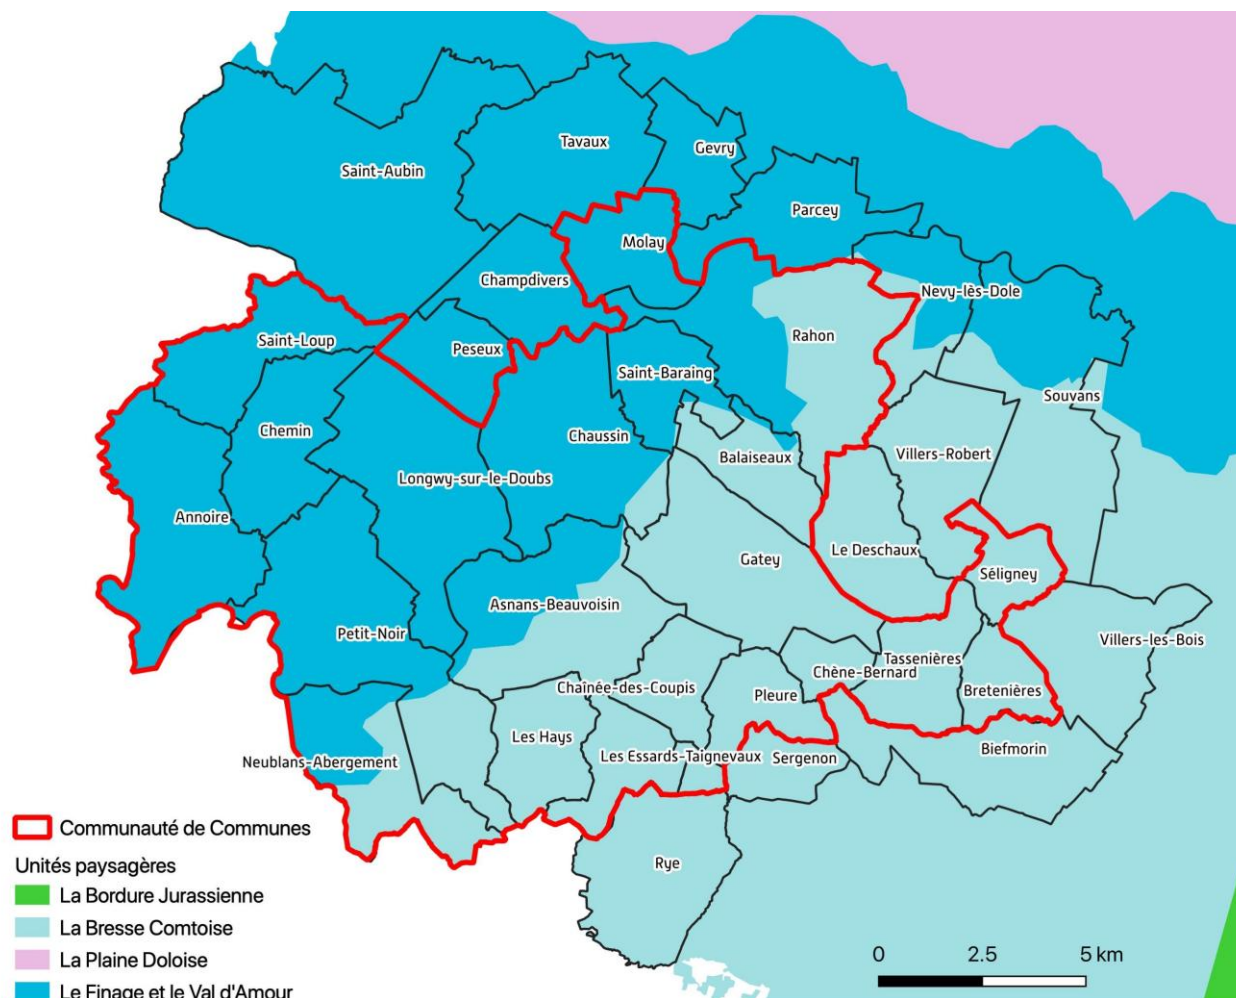 Tavaux
Gevry
Saint-Aubin
Parcey
Molay
Champdivers
Nevy-lès-Dole
Saint-Loup
Peseux
Rahon
Saint-Baraing
Souvans
Chemin
Chaussin
Balaiseaux
Villers-Robert
Longwy-sur-le-Doubs
Annoire
Gatey
Le Deschaux
Séligney
Asnans-Beauvoisin
Petit-Noir
Villers-les-Bois
Tassenières
Chêne-Bernard
Chaînée-des-Coupis
Pleure
Bretenières
Les Hays
Biefmorin
Neublans-Abergement
Les Essards-Taignevaux
Sergenon
Rye
Communauté de Communes
Unités paysagères
La Bordure Jurassienne
La Bresse Comtoise
La Plaine Doloise
Le Finage et le Val d'Amour
0 2.5 5 km